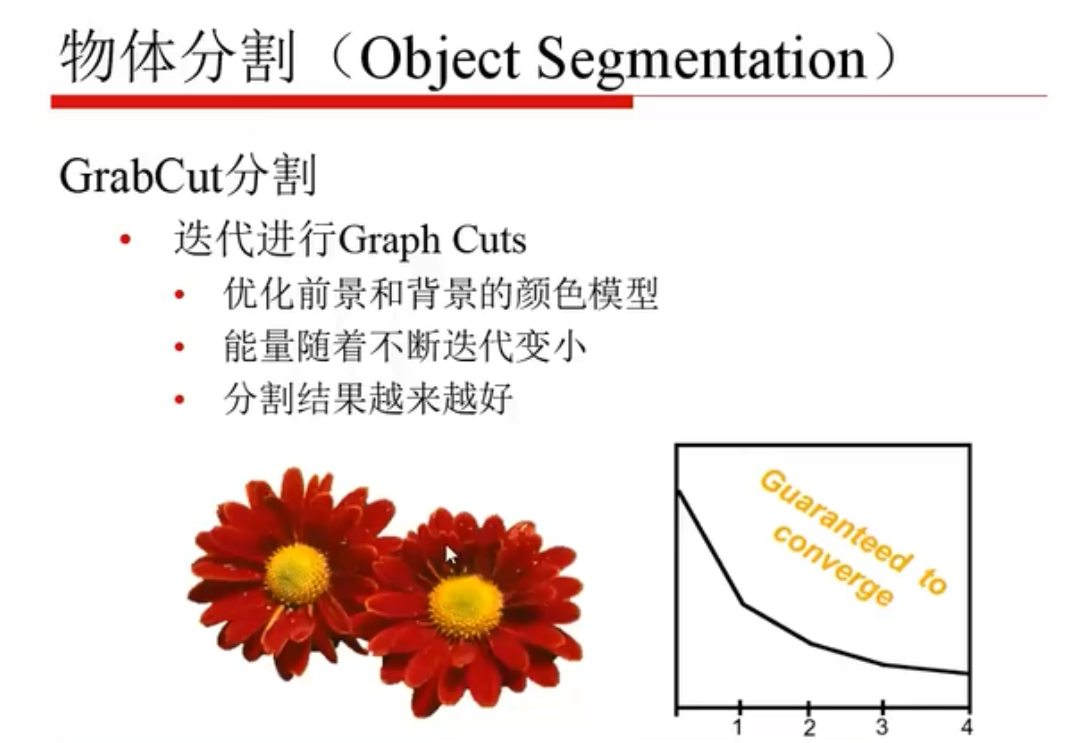 物体分割（Object Segmentation）
GrabCut分割
• 迭代进行Graph Cuts
• 优化前景和背景的颜色模型
• 能量随着不断迭代变小
• 分割结果越来越好
Guaranteed to
converge
1 2 3 4